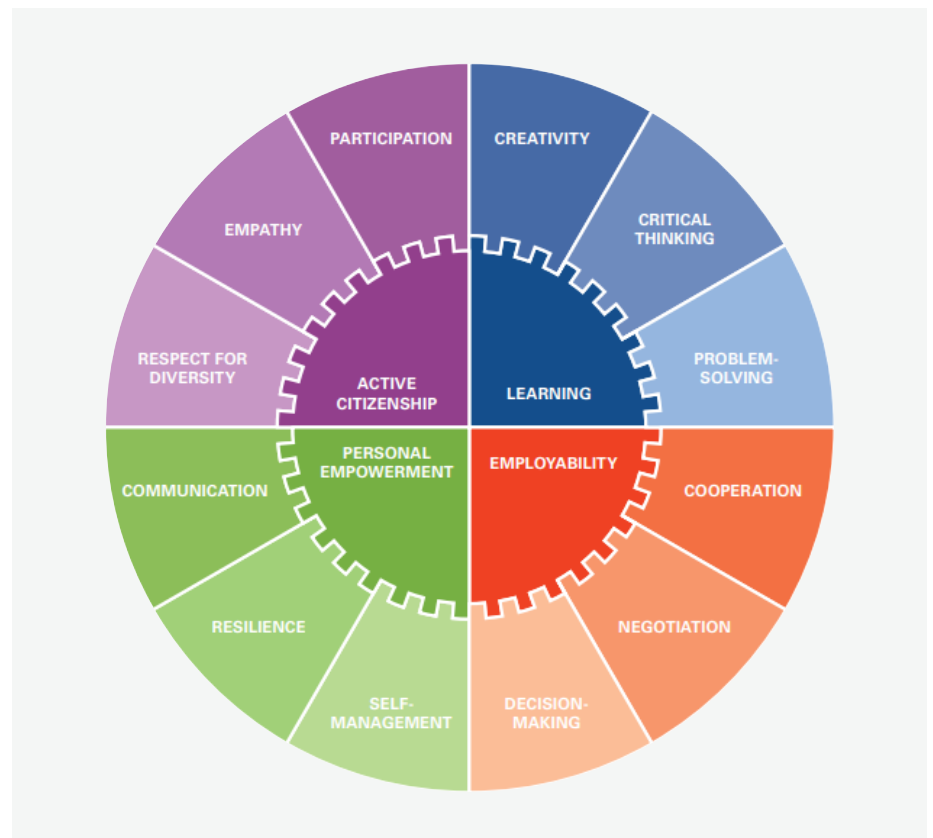 PARTICIPATION
CREATIVITY
EMPATHY
CRITICAL
THINKING
RESPECT FOR
DIVERSITY
PROBLEM-
SOLVING
ACTIVE
CITIZENSHIP
LEARNING
PERSONAL
EMPOWERMENT
EMPLOYABILITY
COMMUNICATION
COOPERATION
RESILIENCE
NEGOTIATION
SELF-
MANAGEMENT
DECISION-
MAKING